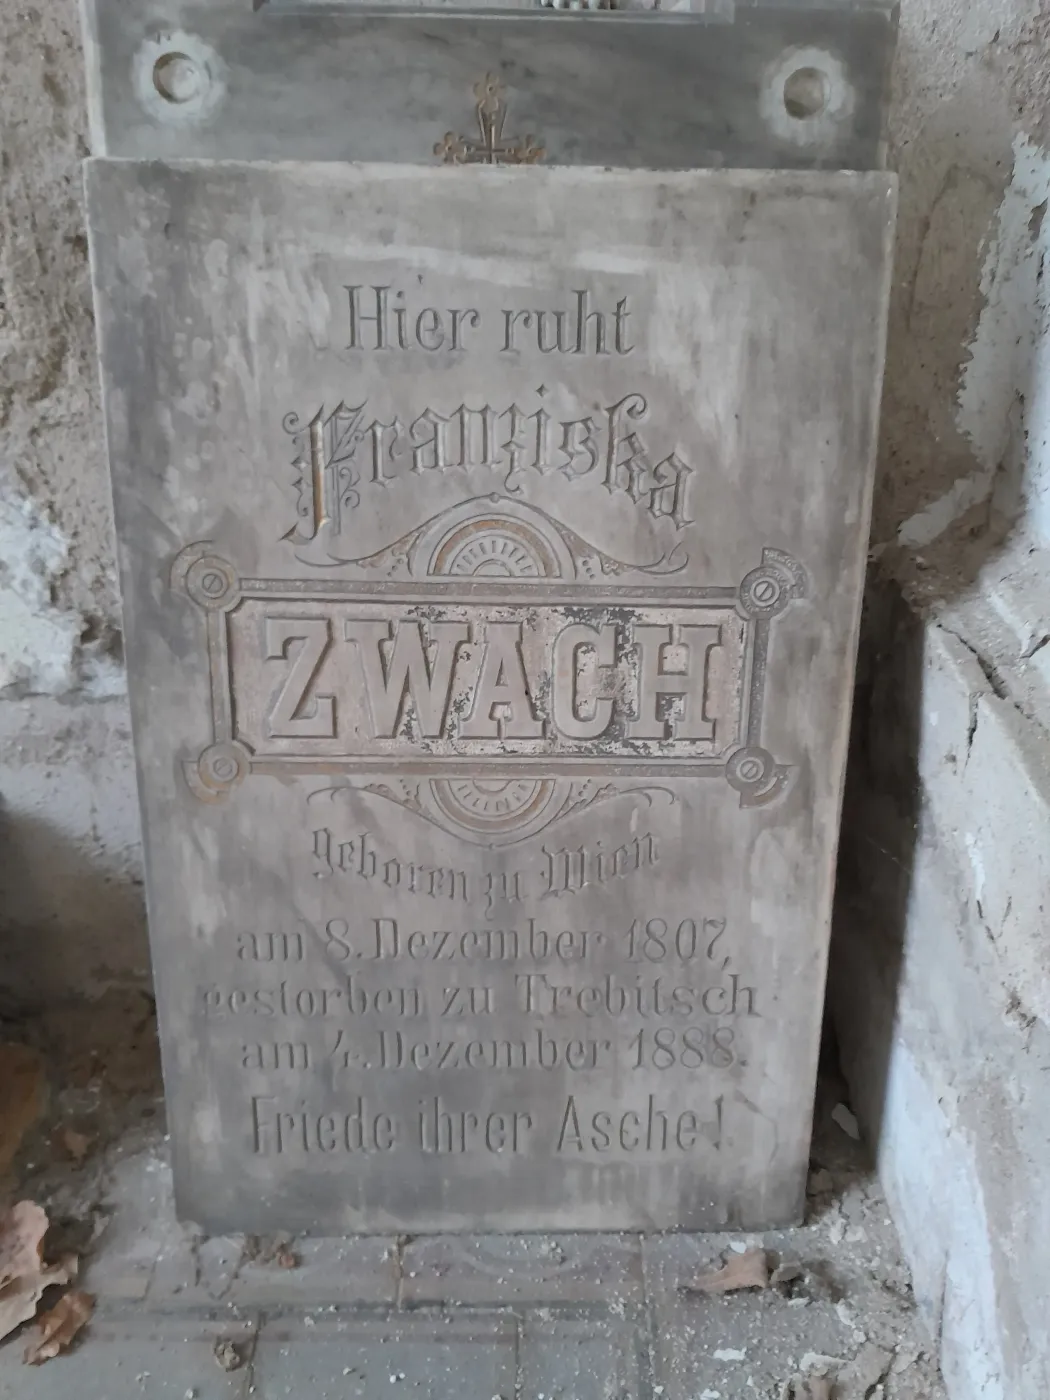 Hier ruht
Franziska
ZWACH
geboren zu Wien
am 8. Dezember 1807,
gestorben zu Trebitsch
am 4. Dezember 1888.
Friede ihrer Asche!